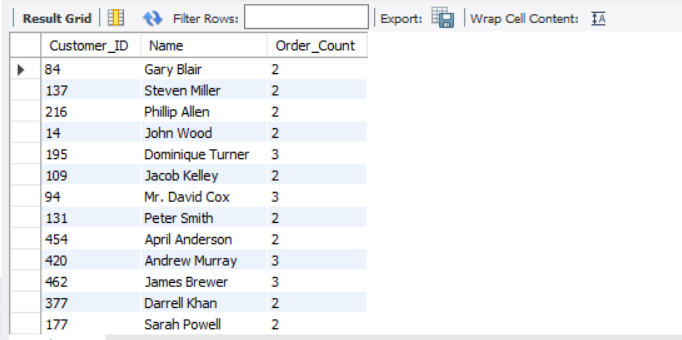 Result Grid Filter Rows: Export: Wrap Cell Content: IA
Customer_ID Name Order_Count
84 Gary Blair 2
137 Steven Miller 2
216 Phillip Allen 2
14 John Wood 2
195 Dominique Turner 3
109 Jacob Kelley 2
94 Mr. David Cox 3
131 Peter Smith 2
454 April Anderson 2
420 Andrew Murray 3
462 James Brewer 3
377 Darrell Khan 2
177 Sarah Powell 2